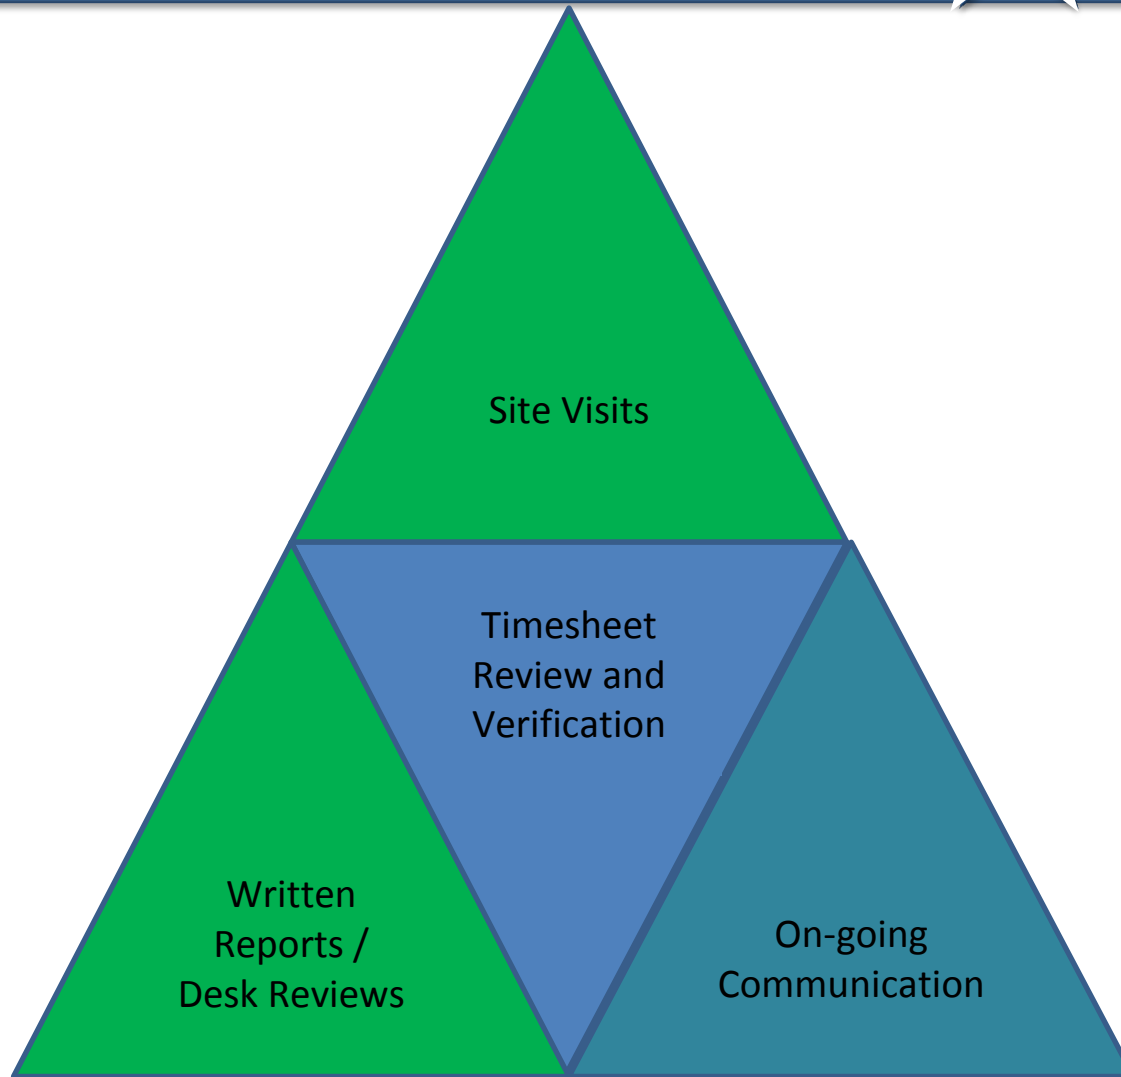 Site Visits
Timesheet
Review and
Verification
Written
Reports /
Desk Reviews
On-going
Communication